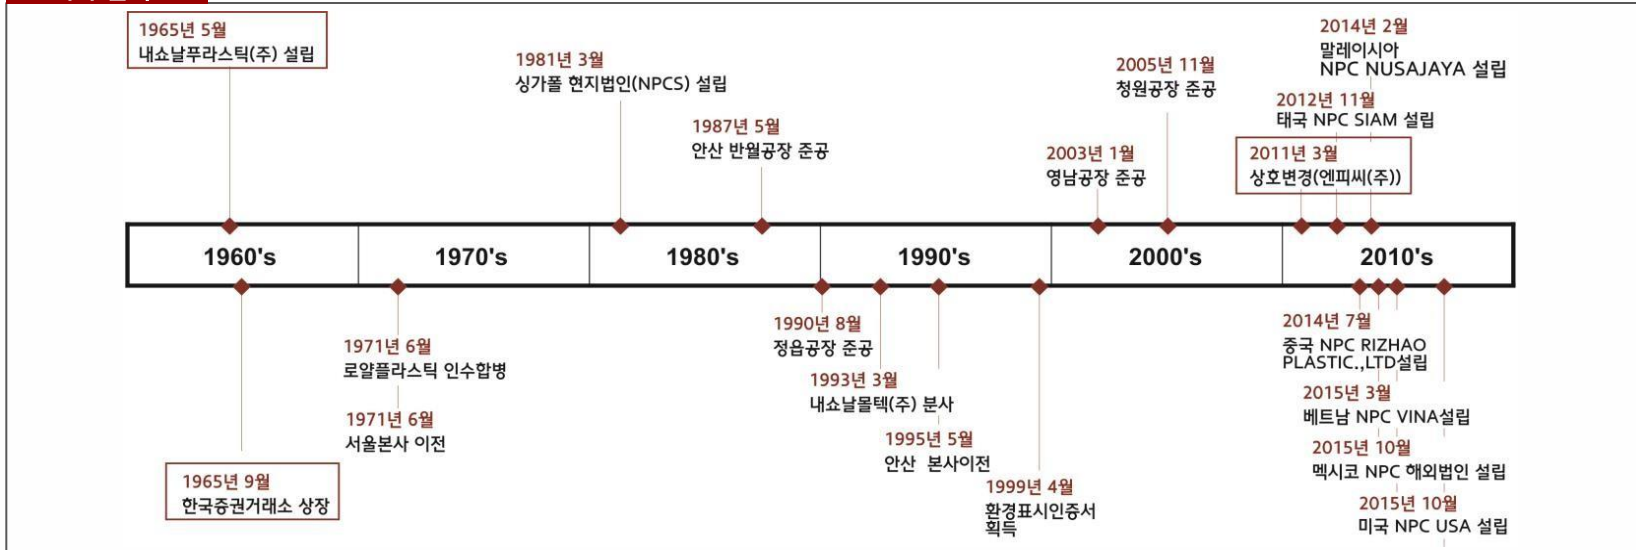 1965년 5월
내쇼날푸라스틱(주) 설립
1981년 3월
싱가폴 현지법인(NPCS) 설립
1987년 5월
안산 반월공장 준공
2003년 1월
영남공장 준공
2005년 11월
청원공장 준공
2014년 2월
말레이시아
NPC NUSAJAYA 설립
2012년 11월
태국 NPC SIAM 설립
2011년 3월
상호변경(엔피씨(주))
1960's
1970's
1980's
1990's
2000's
2010's
1965년 9월
한국증권거래소 상장
1971년 6월
로얄플라스틱 인수합병
1971년 6월
서울본사 이전
1990년 8월
정읍공장 준공
1993년 3월
내쇼날몰텍(주) 분사
1995년 5월
안산 본사이전
1999년 4월
환경표시인증서
획득
2014년 7월
중국 NPC RIZHAO
PLASTIC.,LTD설립
2015년 3월
베트남 NPC VINA설립
2015년 10월
멕시코 NPC 해외법인 설립
2015년 10월
미국 NPC USA 설립